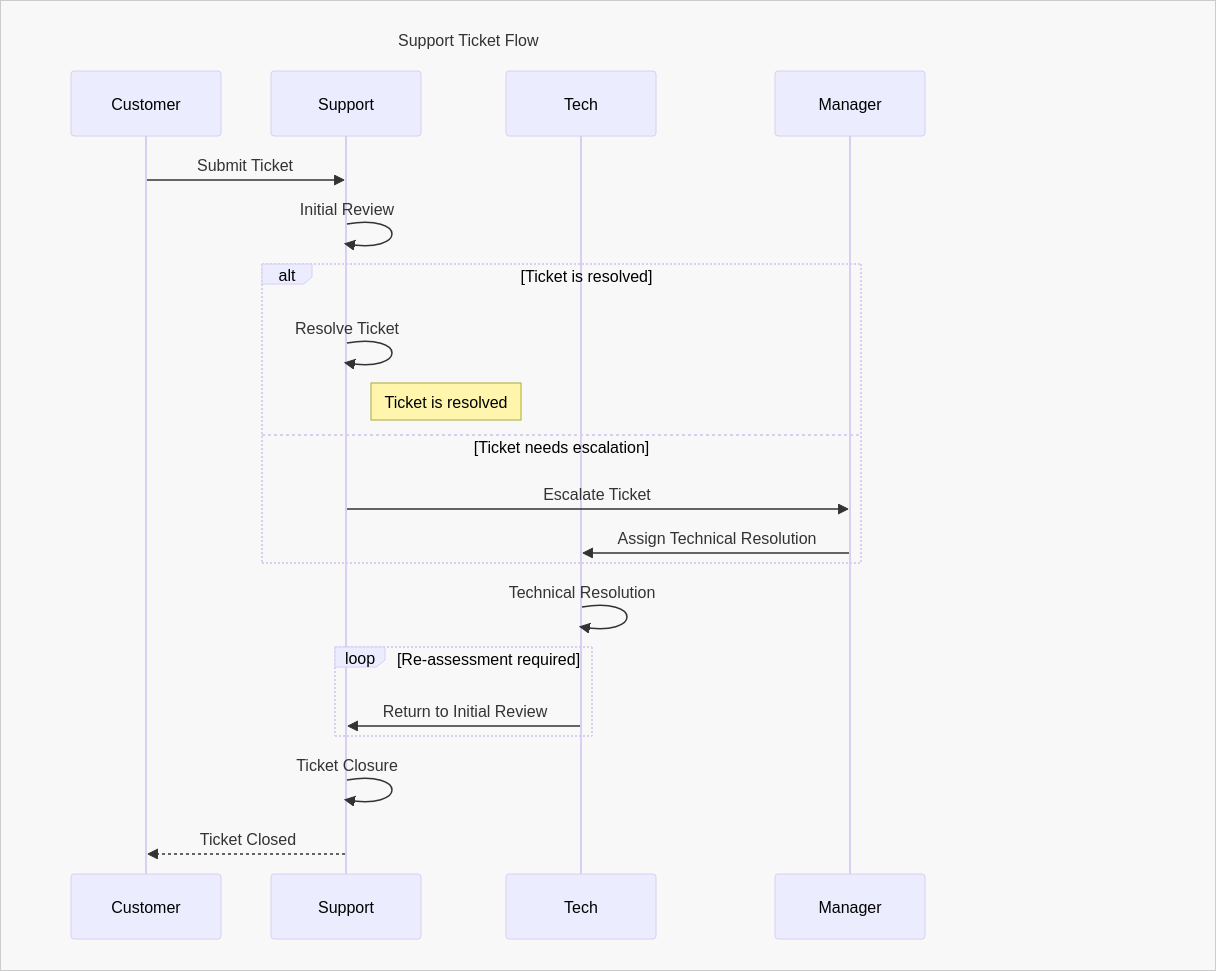 Support Ticket Flow
Customer
Support
Tech
Manager
Submit Ticket
Initial Review
alt
[Ticket is resolved]
Resolve Ticket
Ticket is resolved
[Ticket needs escalation]
Escalate Ticket
Assign Technical Resolution
Technical Resolution
loop
[Re-assessment required]
Return to Initial Review
Ticket Closure
Ticket Closed
Customer
Support
Tech
Manager